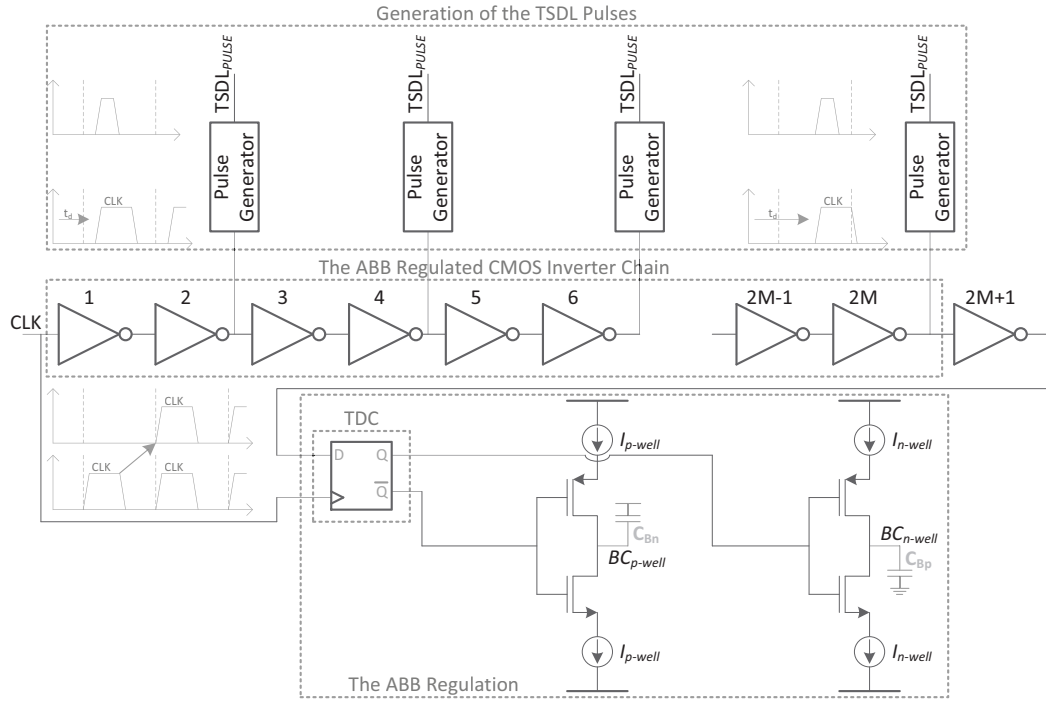 Generation of the TSDL Pulses
TSDLPULSE
TSDLPULSE
TSDLPULSE
TSDLPULSE
Pulse Generator
Pulse Generator
Pulse Generator
Pulse Generator
td
CLK
td
CLK
The ABB Regulated CMOS Inverter Chain
1
2
3
4
5
6
2M-1
2M
2M+1
CLK
CLK
CLK
CLK
TDC
D
Q
Q
Ip-well
In-well
CBn
BCp-well
BCn-well
CBp
Ip-well
In-well
The ABB Regulation